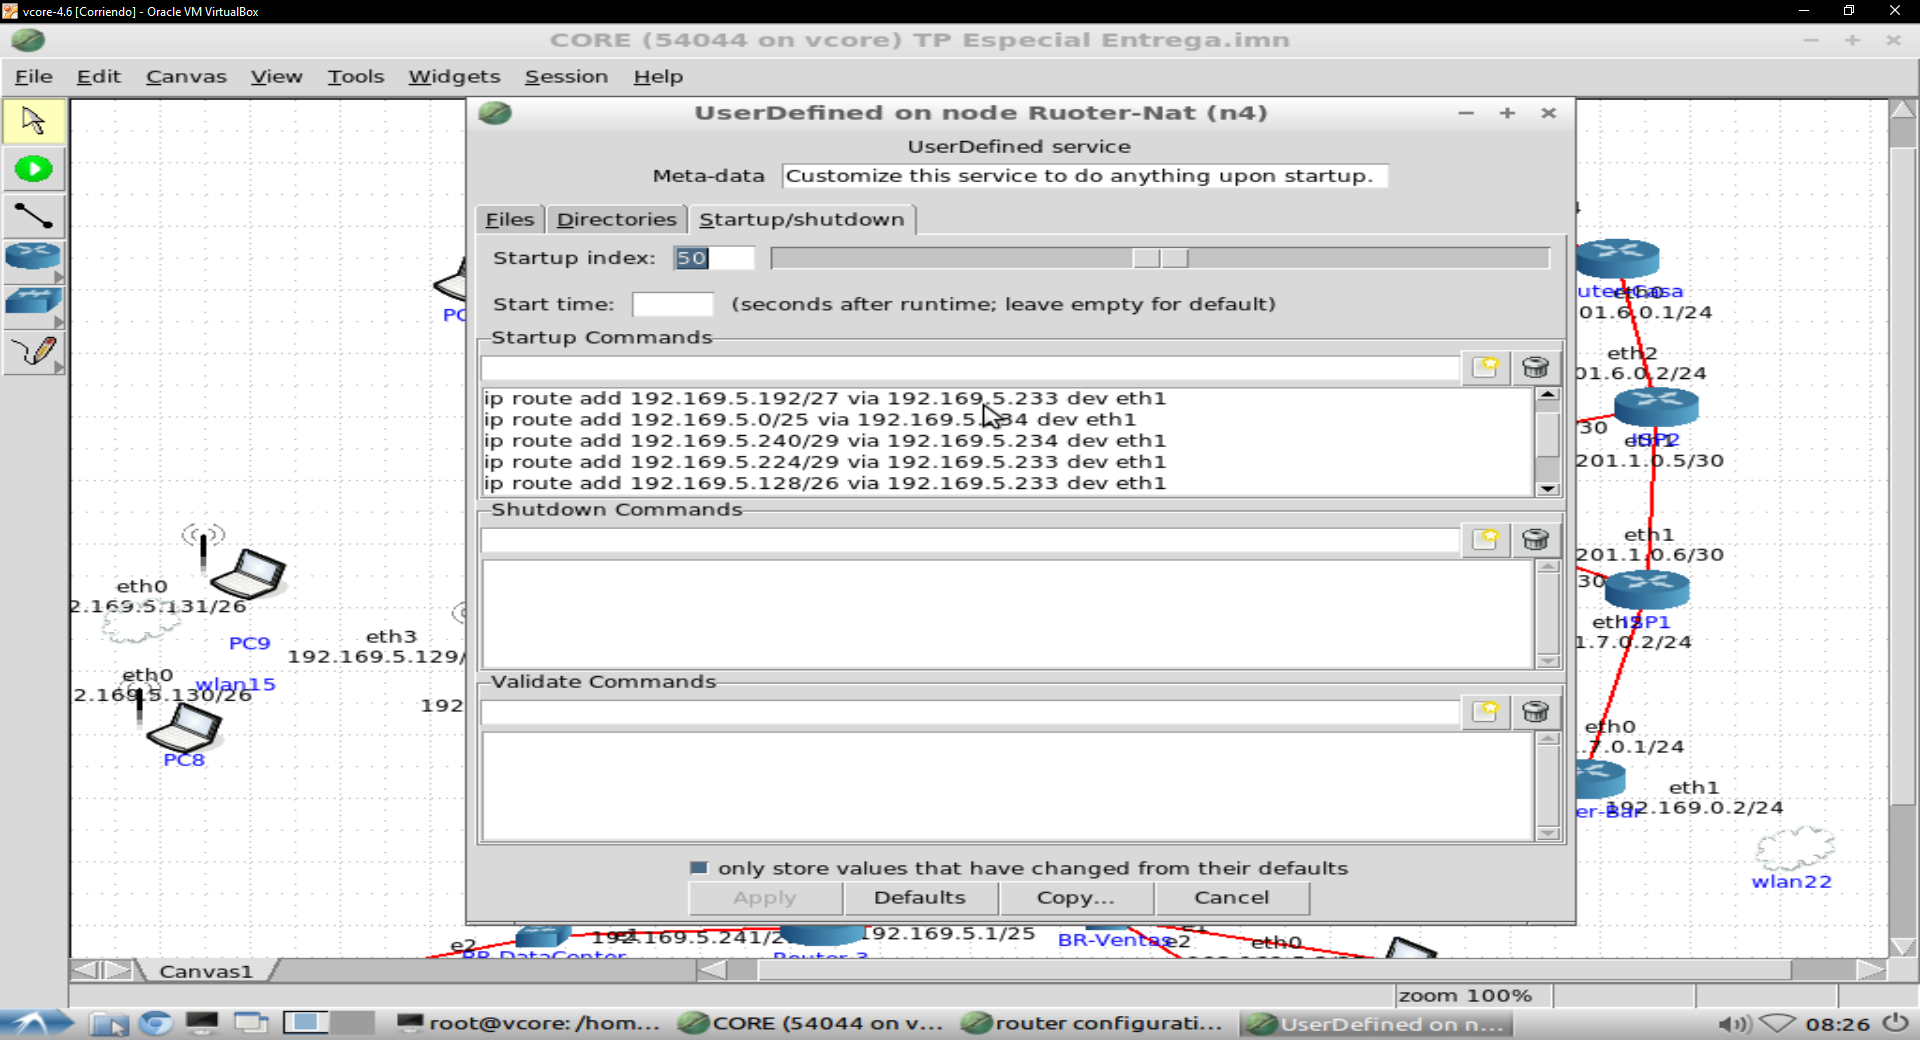 vcore-4.6 [Corriendo] - Oracle VM VirtualBox
CORE (54044 on vcore) TP Especial Entrega.imn
File Edit Canvas View Tools Widgets Session Help
UserDefined on node Ruoter-Nat (n4)
UserDefined service
Meta-data Customize this service to do anything upon startup.
Files Directories Startup/shutdown
Startup index: 50
Start time: (seconds after runtime; leave empty for default)
Startup Commands
ip route add 192.169.5.192/27 via 192.169.5.233 dev eth1
ip route add 192.169.5.0/25 via 192.169.5. 34 dev eth1
ip route add 192.169.5.240/29 via 192.169.5.234 dev eth1
ip route add 192.169.5.224/29 via 192.169.5.233 dev eth1
ip route add 192.169.5.128/26 via 192.169.5.233 dev eth1
Shutdown Commands
Validate Commands
only store values that have changed from their defaults
Apply Defaults Copy... Cancel
PC
eth0
2.169.5.131/26
PC9
eth3
192.169.5.129/
eth0
wlan15
2.169.5.130/26
192
PC8
4
eth0
01.6.0.1/24
eth2
01.6.0.2/24
30
ISP2
201.1.0.5/30
eth1
201.1.0.6/30
30
ISP1
1.7.0.2/24
eth0
.7.0.1/24
eth1
er-Bar
192.169.0.2/24
wlan22
e2
192.169.5.241/2
192.169.5.1/25
BR-Ventas
e2
e1
eth0
BR-DataCenter
Router-3
Canvas1
zoom 100%
root@vcore: /hom...
CORE (54044 on v...
router configurati...
UserDefined on n...
08:26